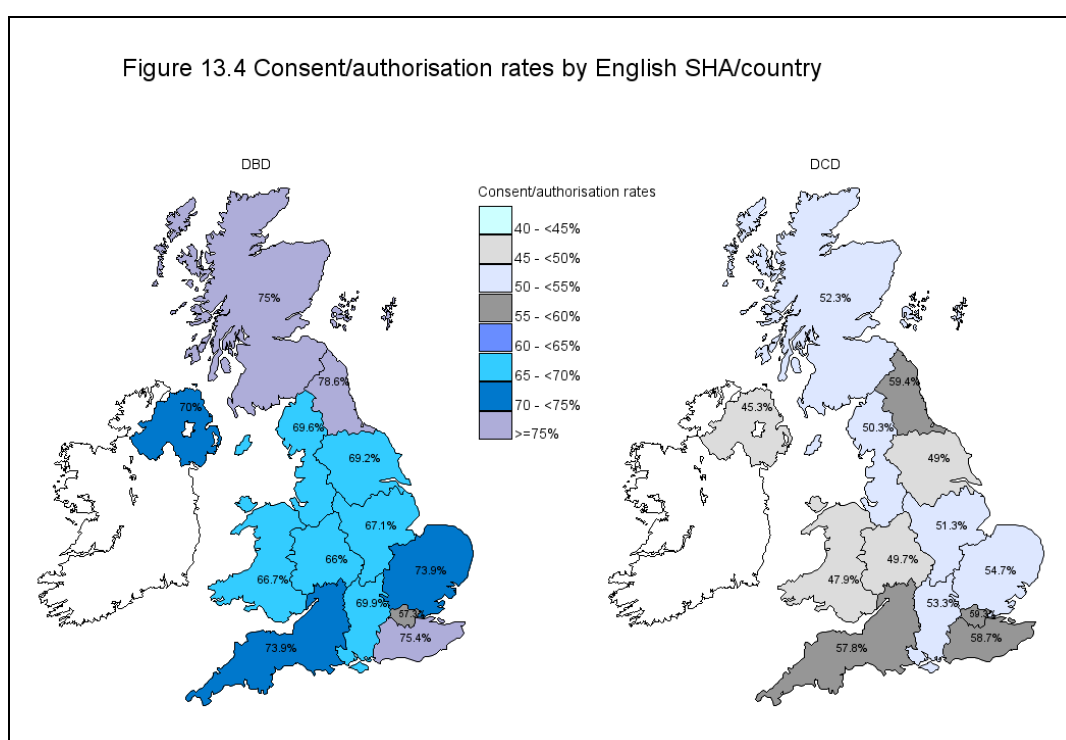 Figure 13.4 Consent/authorisation rates by English SHA/country
DBD
DCD
Consent/authorisation rates
40 - <45%
45 - <50%
50 - <55%
55 - <60%
60 - <65%
65 - <70%
70 - <75%
>=75%
75%
78.6%
70%
69.6%
69.2%
67.1%
66%
66.7%
73.9%
69.9%
75.4%
73.9%
52.3%
59.4%
45.3%
50.3%
49%
51.3%
49.7%
47.9%
54.7%
53.3%
58.7%
57.8%